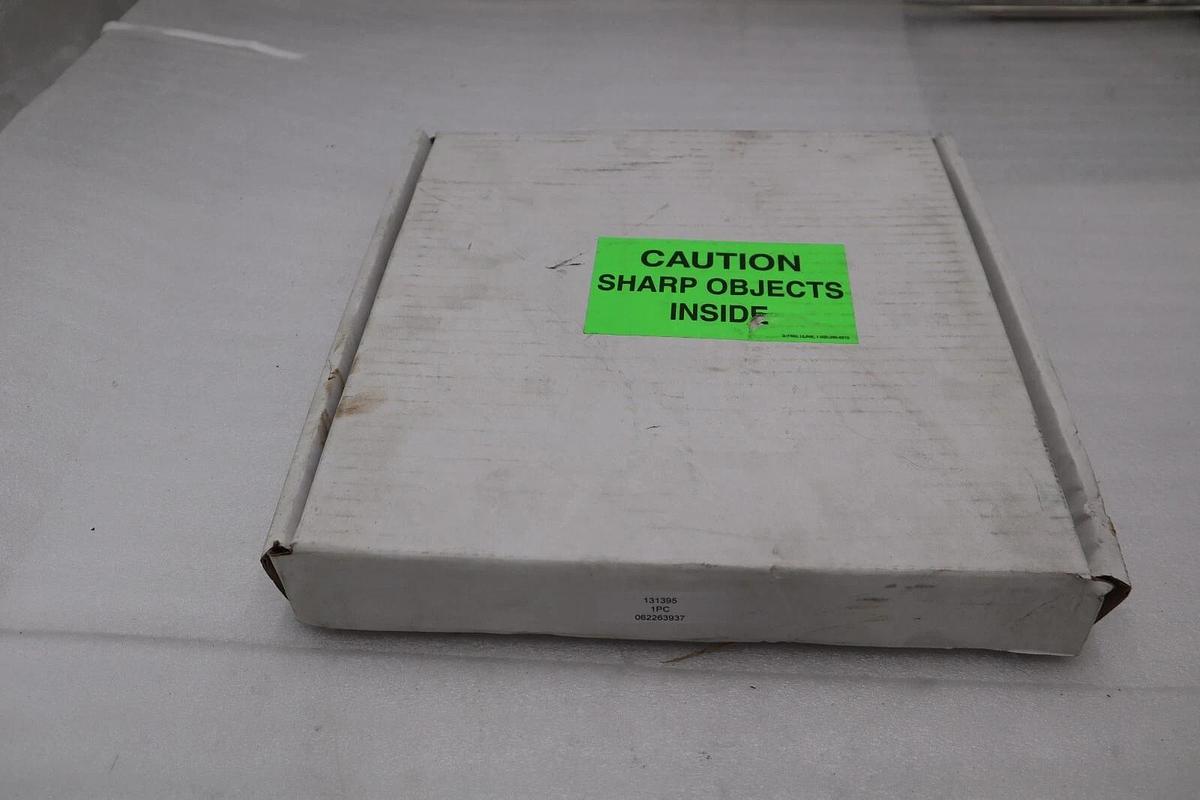 CAUTION
SHARP OBJECTS
INSIDE
131395
1PC
062263937